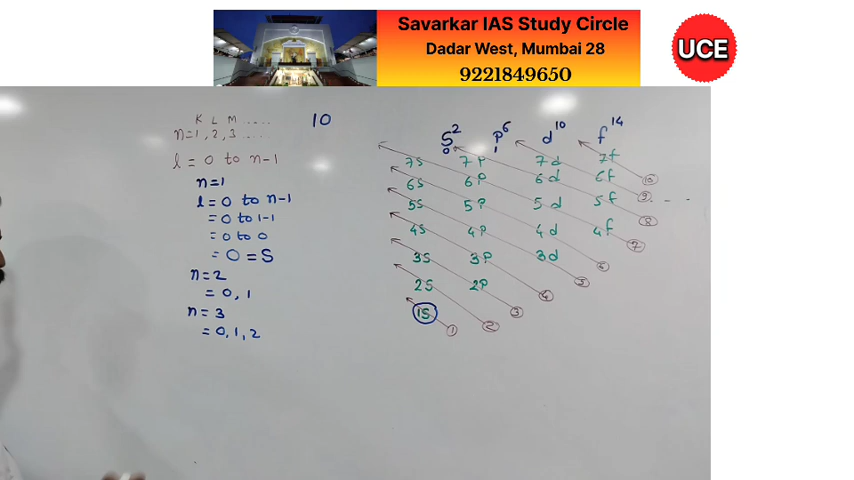 Savarkar IAS Study Circle
Dadar West, Mumbai 28
9221849650
UCE
K L M ....
n=1, 2, 3 ....
l = 0 to n-1
n=1
l = 0 to n-1
= 0 to 1-1
= 0 to 0
= 0 = S
n = 2
= 0, 1
n = 3
= 0, 1, 2
10
S² p⁶ d¹⁰ f¹⁴
0 1
7S 7P 7d 7f
6S 6P 6d 6f
5S 5P 5d 5f
4S 4P 4d 4f
3S 3P 3d
2S 2P
1S
① ② ③ ④ ⑤ ⑥ ⑦ ⑧ ⑨ ⑩